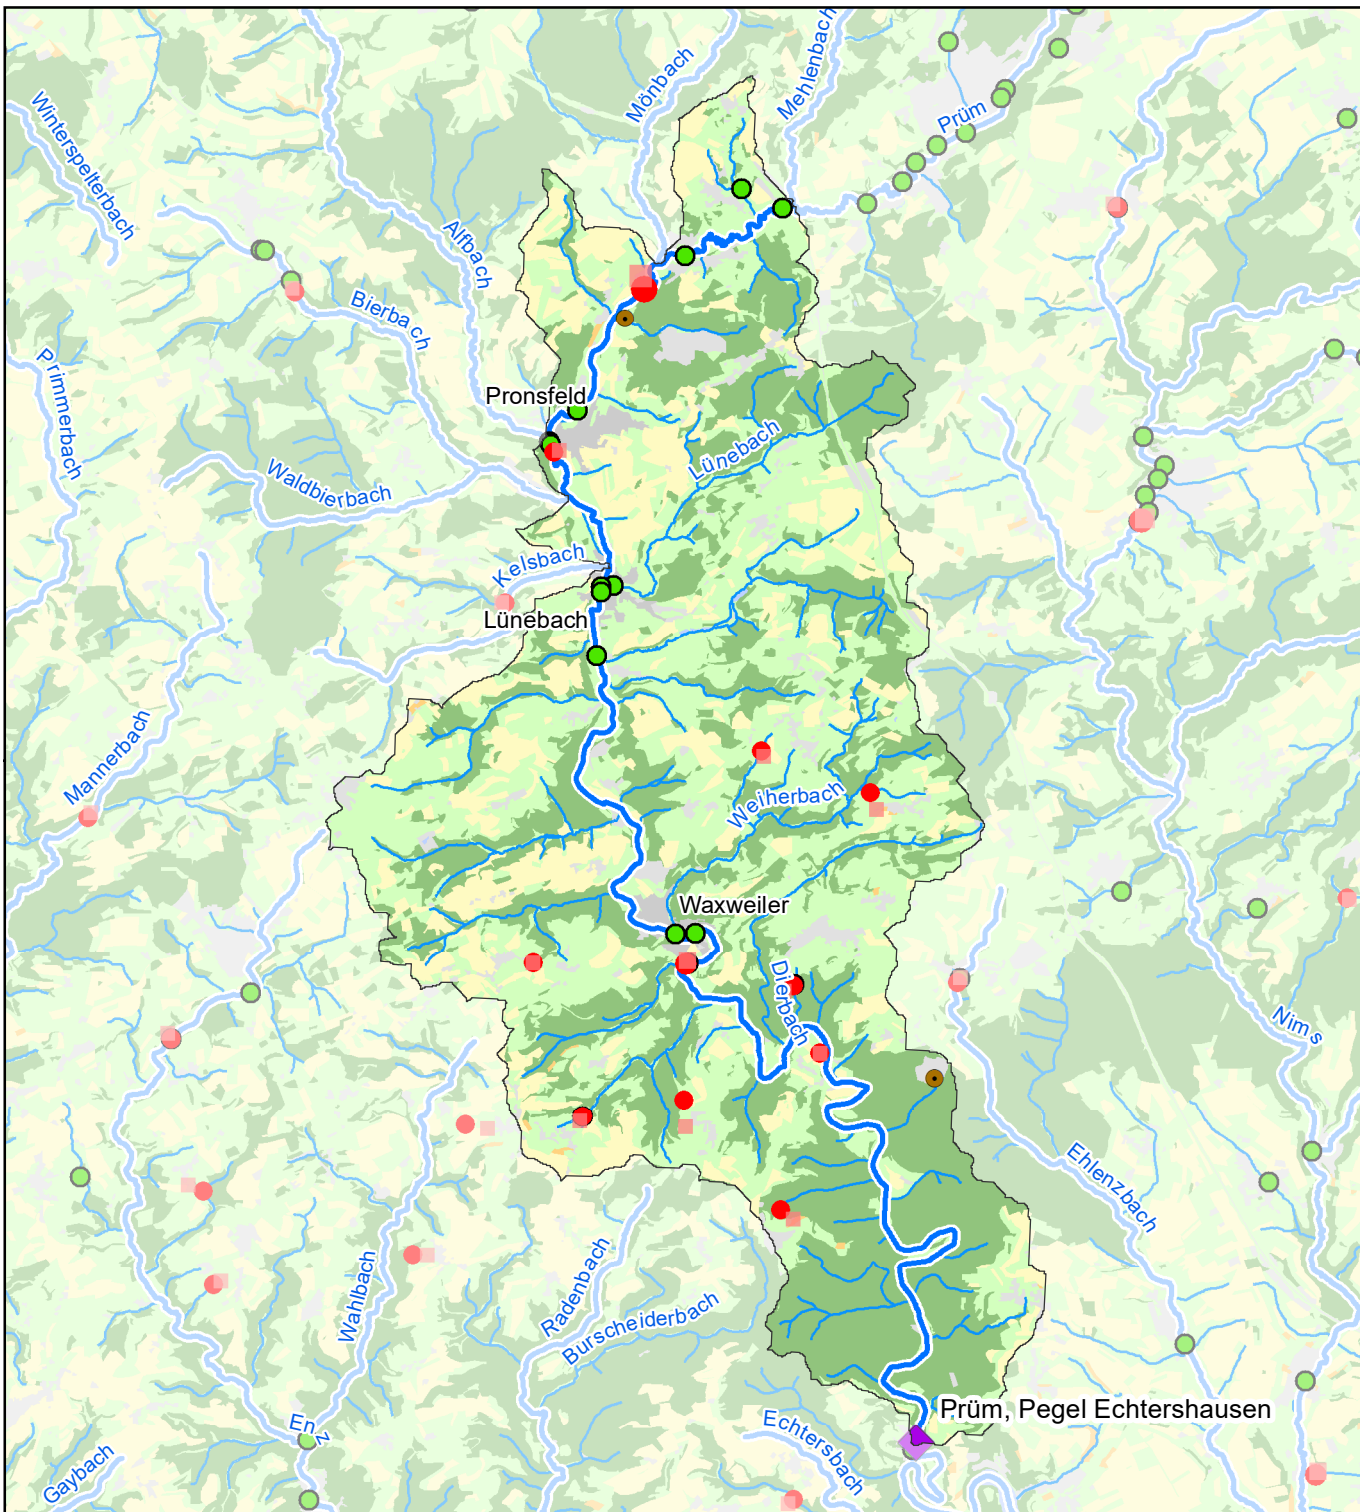 Mehlenbach
Mönbach
Winterspelterbach
Prüm
Alfbach
Bierbach
Primmerbach
Pronsfeld
Lünebach
Waldbierbach
Kelsbach
Lünebach
Mannerbach
Weiherbach
Waxweiler
Dierbach
Nims
Ehlenzbach
Radenbach
Wahlbach
Burscheiderbach
Prüm, Pegel Echtershausen
Enz
Echtersbach
Gaybach